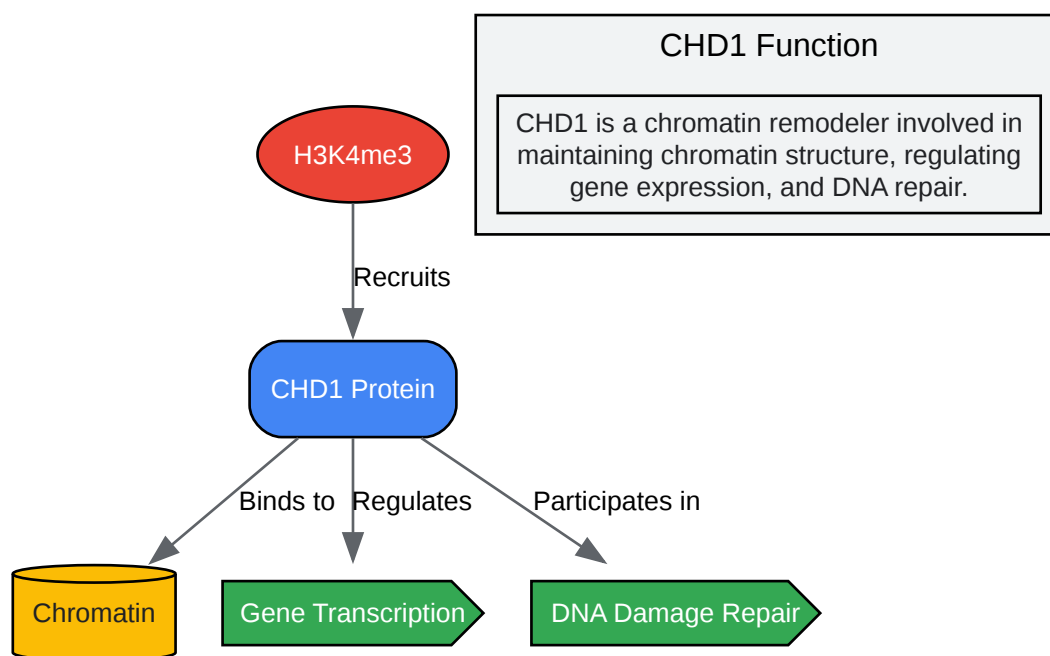 CHD1 Function
CHD1 is a chromatin remodeler involved in
maintaining chromatin structure, regulating
gene expression, and DNA repair.
H3K4me3
Recruits
CHD1 Protein
Binds to
Regulates
Participates in
Chromatin
Gene Transcription
DNA Damage Repair